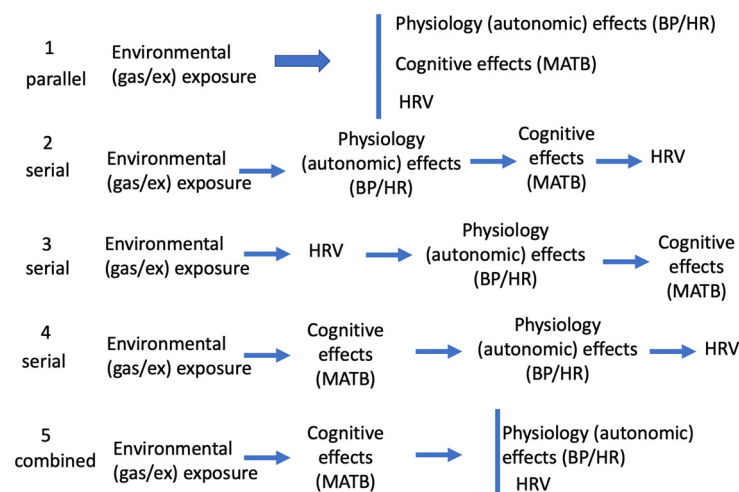 1
parallel
Environmental
(gas/ex) exposure
Physiology (autonomic) effects (BP/HR)
Cognitive effects (MATB)
HRV
2
serial
Environmental
(gas/ex) exposure
Physiology
(autonomic) effects
(BP/HR)
Cognitive
effects
(MATB)
HRV
3
serial
Environmental
(gas/ex) exposure
HRV
Physiology
(autonomic) effects
(BP/HR)
Cognitive
effects
(MATB)
4
serial
Environmental
(gas/ex) exposure
Cognitive
effects
(MATB)
Physiology
(autonomic) effects
(BP/HR)
HRV
5
combined
Environmental
(gas/ex) exposure
Cognitive
effects
(MATB)
Physiology (autonomic)
effects (BP/HR)
HRV